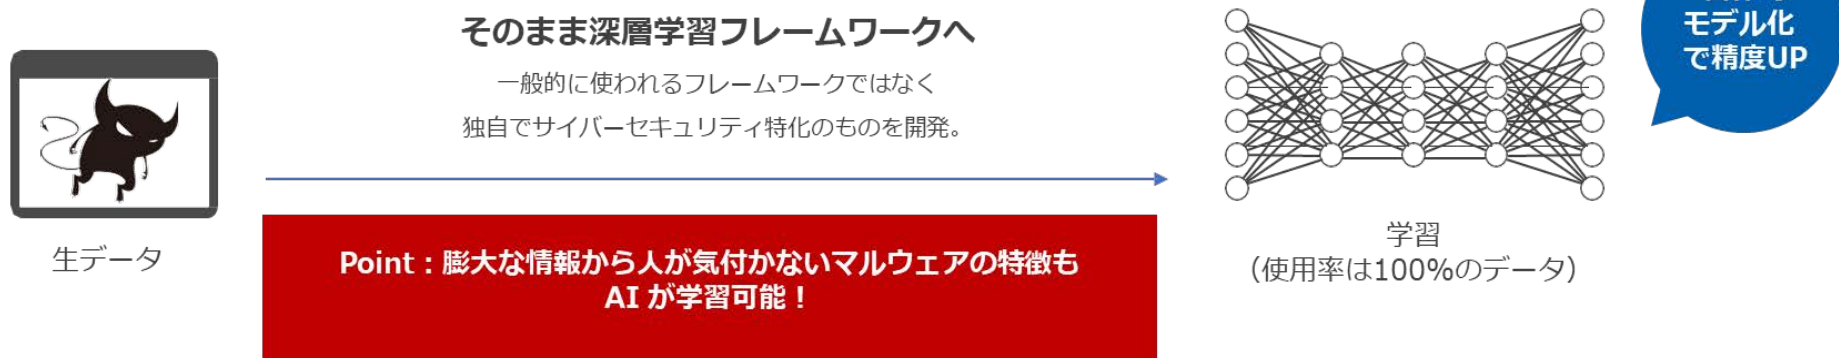 そのまま深層学習フレームワークへ
一般的に使われるフレームワークではなく
独自でサイバーセキュリティ特化のものを開発。
モデル化
で精度UP
生データ
Point：膨大な情報から人が気付かないマルウェアの特徴も
AI が学習可能！
学習
（使用率は100%のデータ）